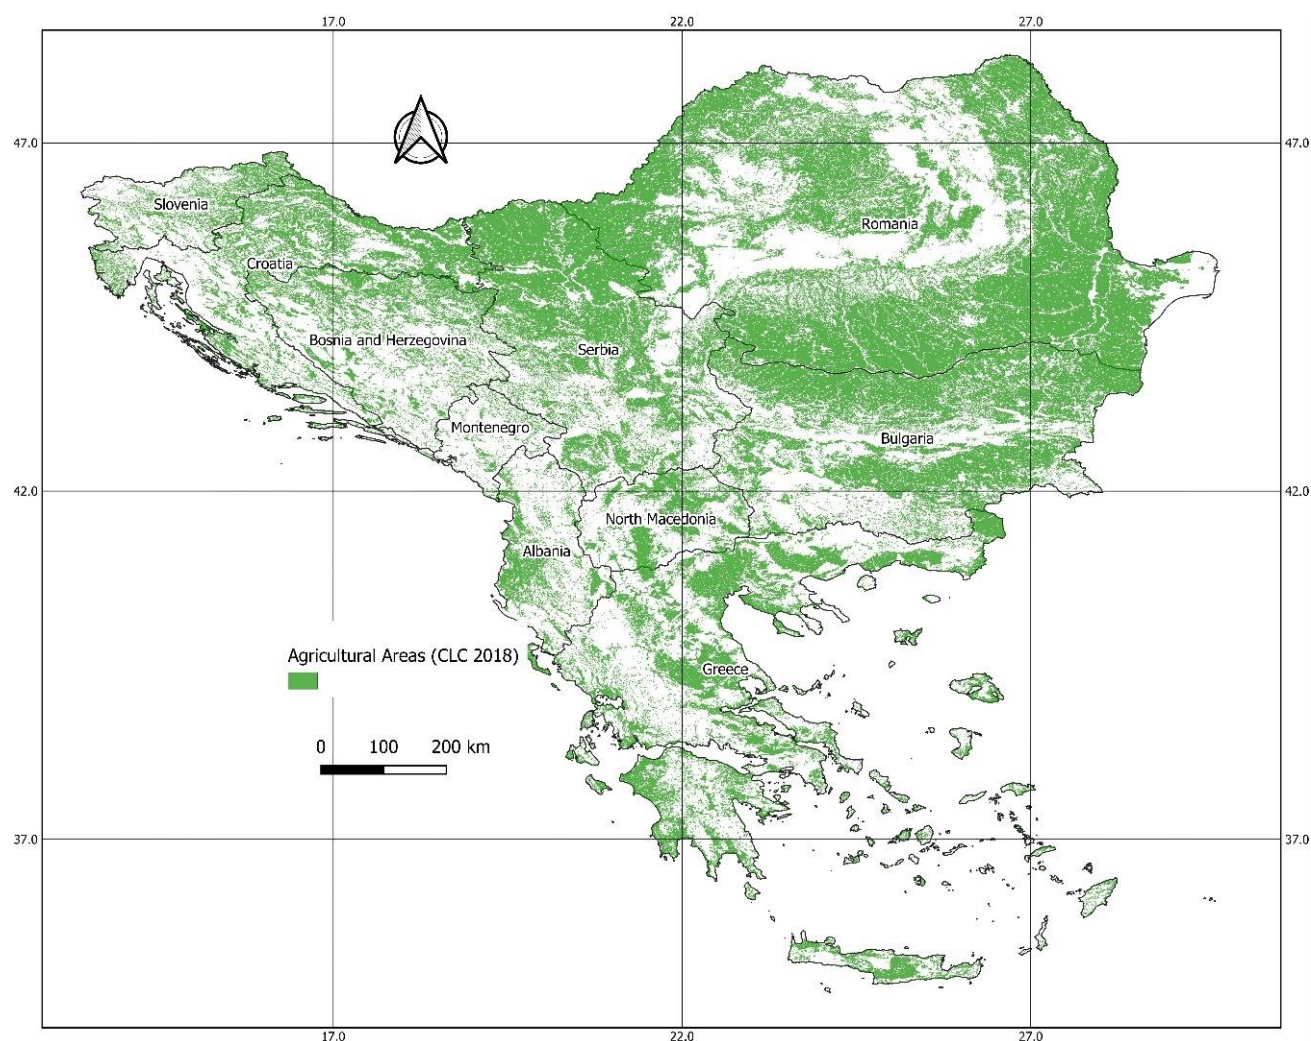 17.0 22.0 27.0
47.0 47.0
Slovenia
Romania
Croatia
Bosnia and Herzegovina
Serbia
Montenegro
Bulgaria
42.0 42.0
North Macedonia
Albania
Agricultural Areas (CLC 2018)
Greece
0 100 200 km
37.0 37.0
17.0 22.0 27.0